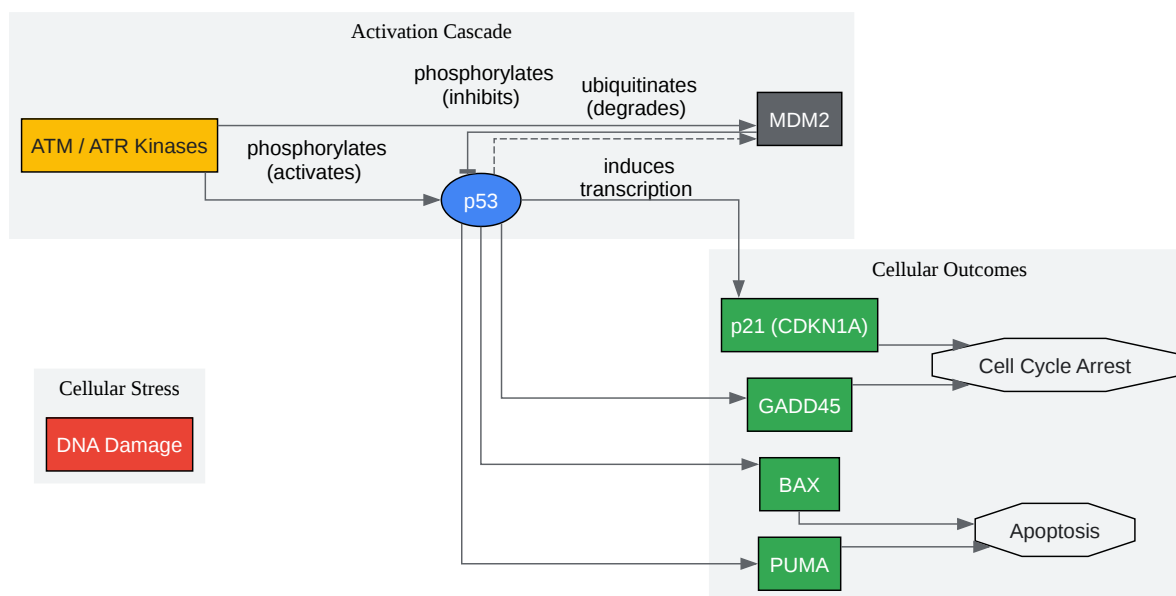 Activation Cascade
phosphorylates
(inhibits)
ubiquitinates
(degrades)
MDM2
ATM / ATR Kinases
phosphorylates
(activates)
induces
transcription
p53
Cellular Outcomes
p21 (CDKN1A)
Cell Cycle Arrest
GADD45
Cellular Stress
DNA Damage
BAX
Apoptosis
PUMA